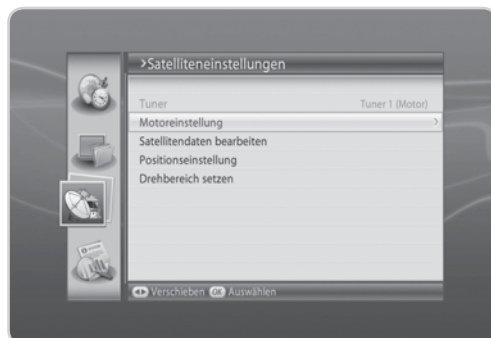 >Satelliteneinstellungen
Tuner Tuner 1 (Motor)
Motoreinstellung >
Satellitendaten bearbeiten
Positionseinstellung
Drehbereich setzen
Verschieben OK Auswählen